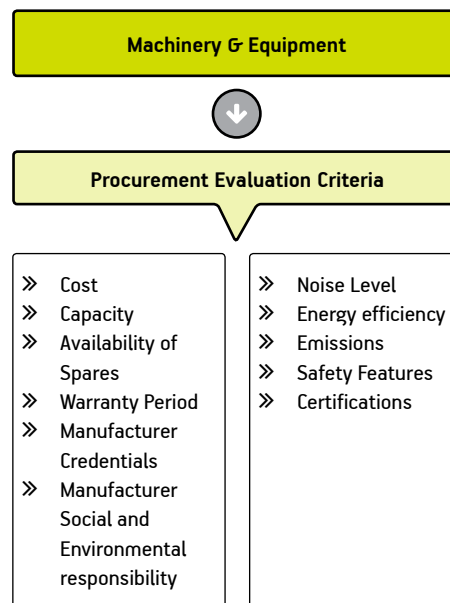 Machinery & Equipment
Procurement Evaluation Criteria
Cost
Capacity
Availability of
Spares
Warranty Period
Manufacturer
Credentials
Manufacturer
Social and
Environmental
responsibility
Noise Level
Energy efficiency
Emissions
Safety Features
Certifications